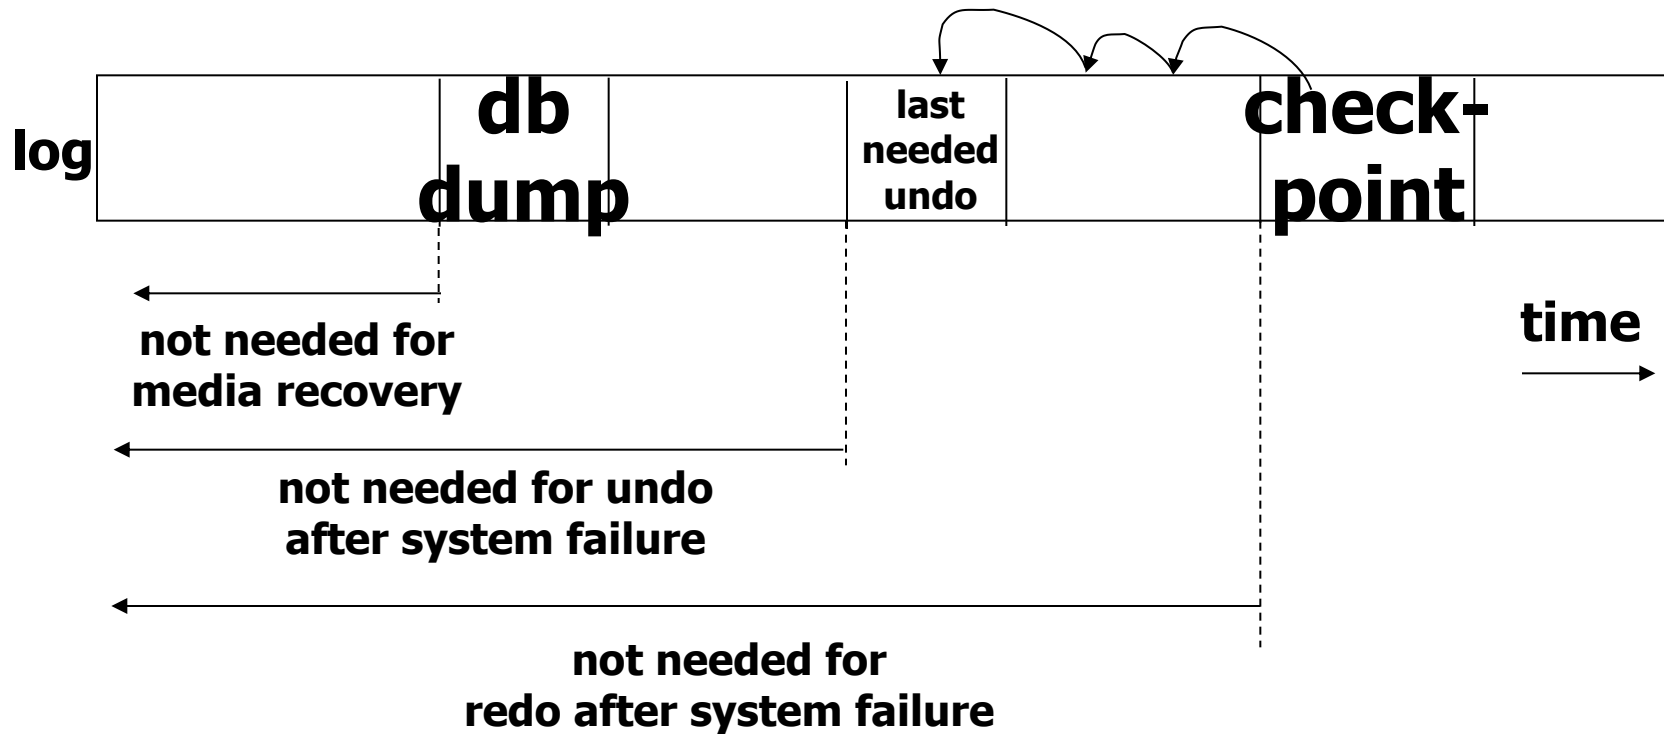 log
db
dump
last
needed
undo
check-
point
time
not needed for
media recovery
not needed for undo
after system failure
not needed for
redo after system failure